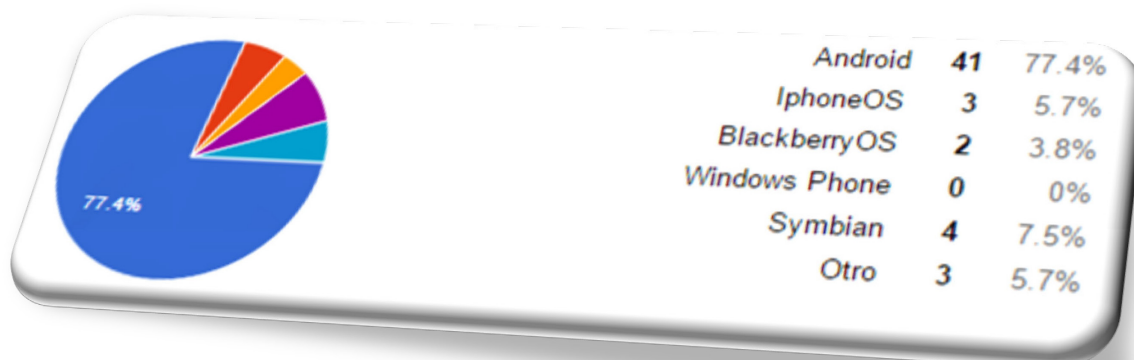 Android 41 77.4%
IphoneOS 3 5.7%
BlackberryOS 2 3.8%
Windows Phone 0 0%
Symbian 4 7.5%
Otro 3 5.7%
77.4%